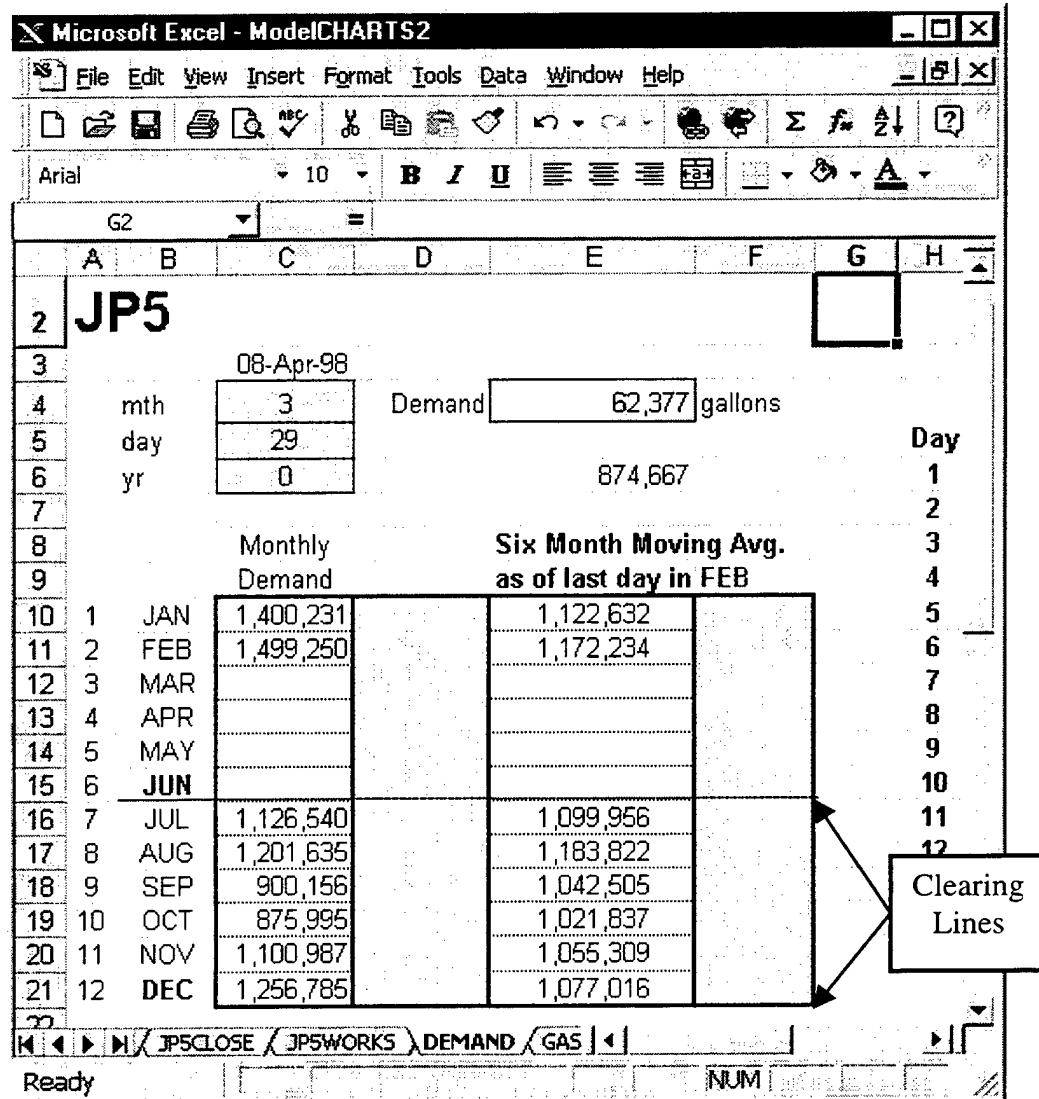 Microsoft Excel - ModelCHARTS2
File Edit View Insert Format Tools Data Window Help
Arial 10 B I U
G2 =
A B C D E F G H
2 JP5
3 08-Apr-98
4 mth 3 Demand 62,377 gallons
5 day 29 Day
6 yr 0 874,667 1
7 2
8 Monthly Six Month Moving Avg. 3
9 Demand as of last day in FEB 4
10 1 JAN 1,400,231 1,122,632 5
11 2 FEB 1,499,250 1,172,234 6
12 3 MAR 7
13 4 APR 8
14 5 MAY 9
15 6 JUN 10
16 7 JUL 1,126,540 1,099,956 11
17 8 AUG 1,201,635 1,183,822 12
18 9 SEP 900,156 1,042,505
19 10 OCT 875,995 1,021,837
20 11 NOV 1,100,987 1,055,309
21 12 DEC 1,256,785 1,077,016
Clearing
Lines
22
JP5CLOSE JP5WORKS DEMAND GAS
Ready NUM